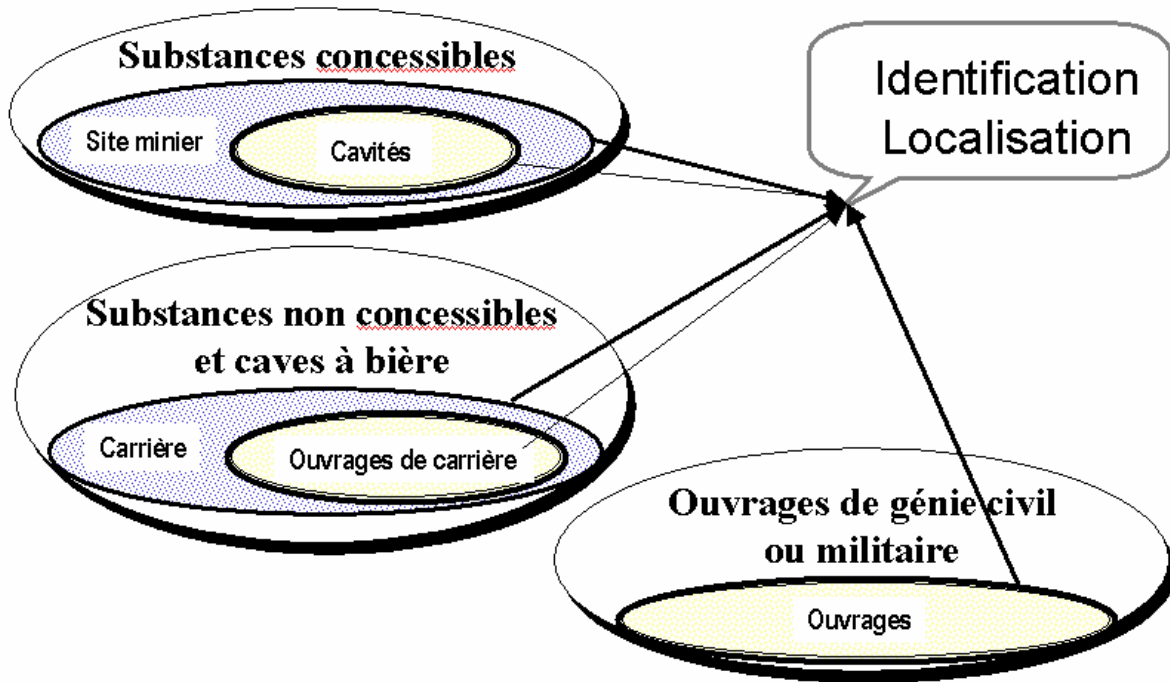 Substances concessibles
Site minier
Cavités
Identification
Localisation
Substances non concessibles
et caves à bière
Carrière
Ouvrages de carrière
Ouvrages de génie civil
ou militaire
Ouvrages